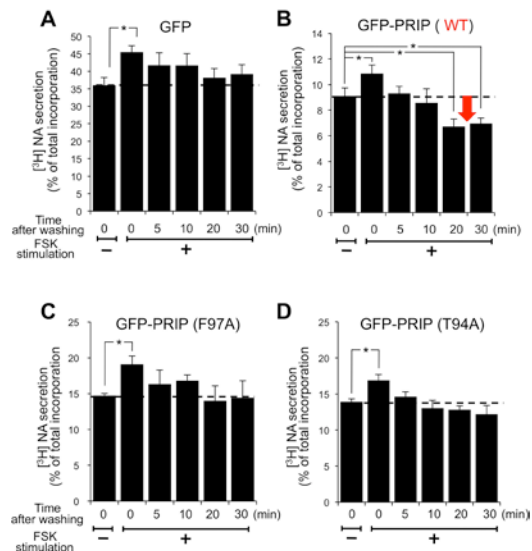 A
GFP
[³H] NA secretion
(% of total incorporation)
50
45
40
35
30
25
20
15
10
5
0
*
Time
after washing
0 0 5 10 20 30 (min)
FSK
stimulation
− +
B
GFP-PRIP ( WT)
[³H] NA secretion
(% of total incorporation)
14
12
10
8
6
4
2
0
*
*
*
0 0 5 10 20 30 (min)
− +
C
GFP-PRIP (F97A)
[³H] NA secretion
(% of total incorporation)
25
20
15
10
5
0
*
Time
after washing
0 0 5 10 20 30 (min)
FSK
stimulation
− +
D
GFP-PRIP (T94A)
[³H] NA secretion
(% of total incorporation)
25
20
15
10
5
0
*
0 0 5 10 20 30 (min)
− +